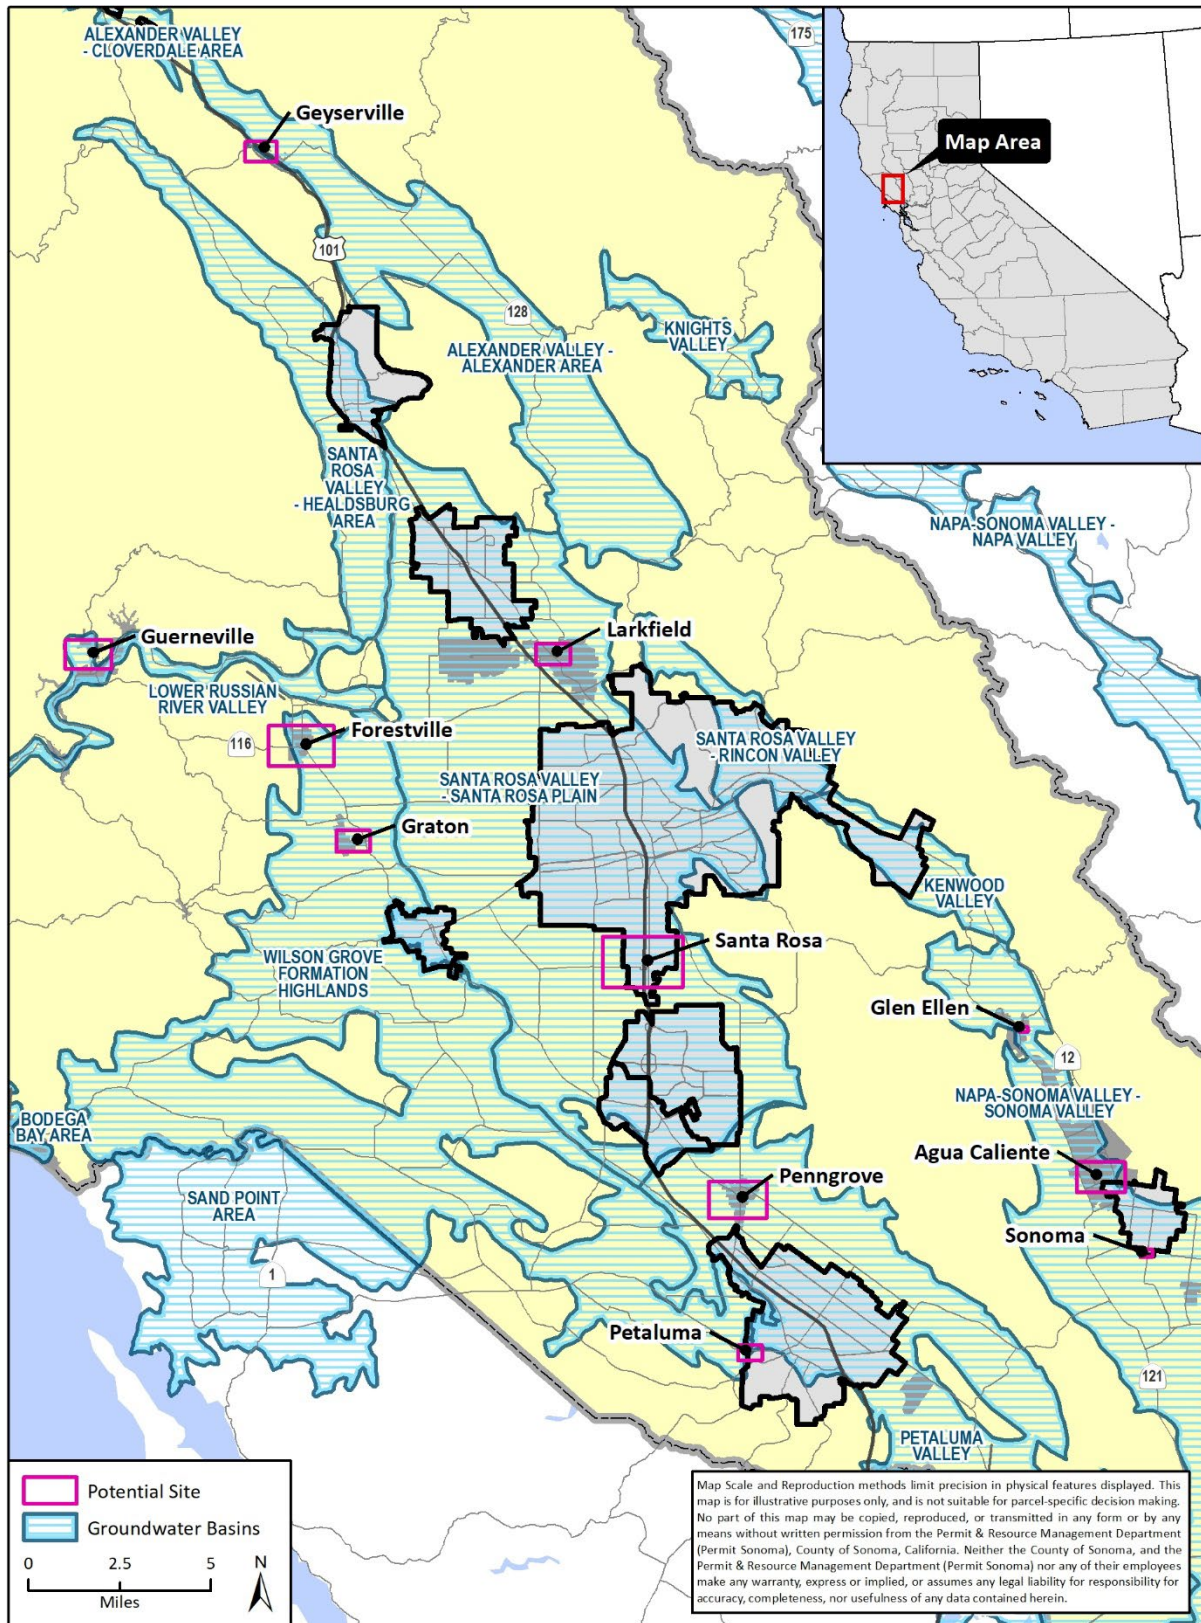 ALEXANDER VALLEY
- CLOVERDALE AREA
175
Geyserville
Map Area
101
128
KNIGHTS
VALLEY
ALEXANDER VALLEY -
ALEXANDER AREA
SANTA
ROSA
VALLEY
- HEALDSBURG
AREA
NAPA-SONOMA VALLEY -
NAPA VALLEY
Guerneville
Larkfield
LOWER RUSSIAN
RIVER VALLEY
Forestville
116
SANTA ROSA VALLEY
- RINCON VALLEY
SANTA ROSA VALLEY
- SANTA ROSA PLAIN
Graton
KENWOOD
VALLEY
Santa Rosa
WILSON GROVE
FORMATION
HIGHLANDS
Glen Ellen
12
NAPA-SONOMA VALLEY -
SONOMA VALLEY
BODEGA
BAY AREA
Agua Caliente
Penngrove
SAND POINT
AREA
Sonoma
1
Petaluma
121
PETALUMA
VALLEY
Potential Site
Groundwater Basins
0 2.5 5
Miles
N
Map Scale and Reproduction methods limit precision in physical features displayed. This
map is for illustrative purposes only, and is not suitable for parcel-specific decision making.
No part of this map may be copied, reproduced, or transmitted in any form or by any
means without written permission from the Permit & Resource Management Department
(Permit Sonoma), County of Sonoma, California. Neither the County of Sonoma, and the
Permit & Resource Management Department (Permit Sonoma) nor any of their employees
make any warranty, express or implied, or assumes any legal liability for responsibility for
accuracy, completeness, nor usefulness of any data contained herein.